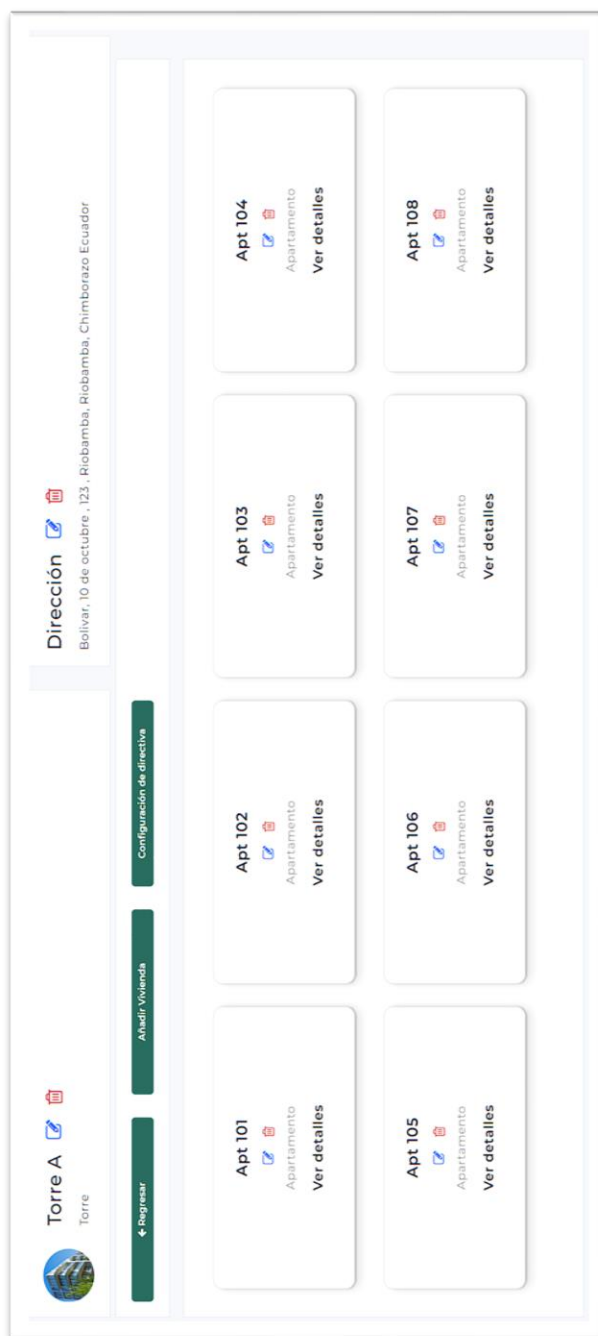 Torre A
Torre
Dirección
Bolivar, 10 de octubre , 123 , Riobamba, Riobamba, Chimborazo Ecuador
← Regresar
Añadir Vivienda
Configuración de directiva
Apt 101
Apartamento
Ver detalles
Apt 102
Apartamento
Ver detalles
Apt 103
Apartamento
Ver detalles
Apt 104
Apartamento
Ver detalles
Apt 105
Apartamento
Ver detalles
Apt 106
Apartamento
Ver detalles
Apt 107
Apartamento
Ver detalles
Apt 108
Apartamento
Ver detalles